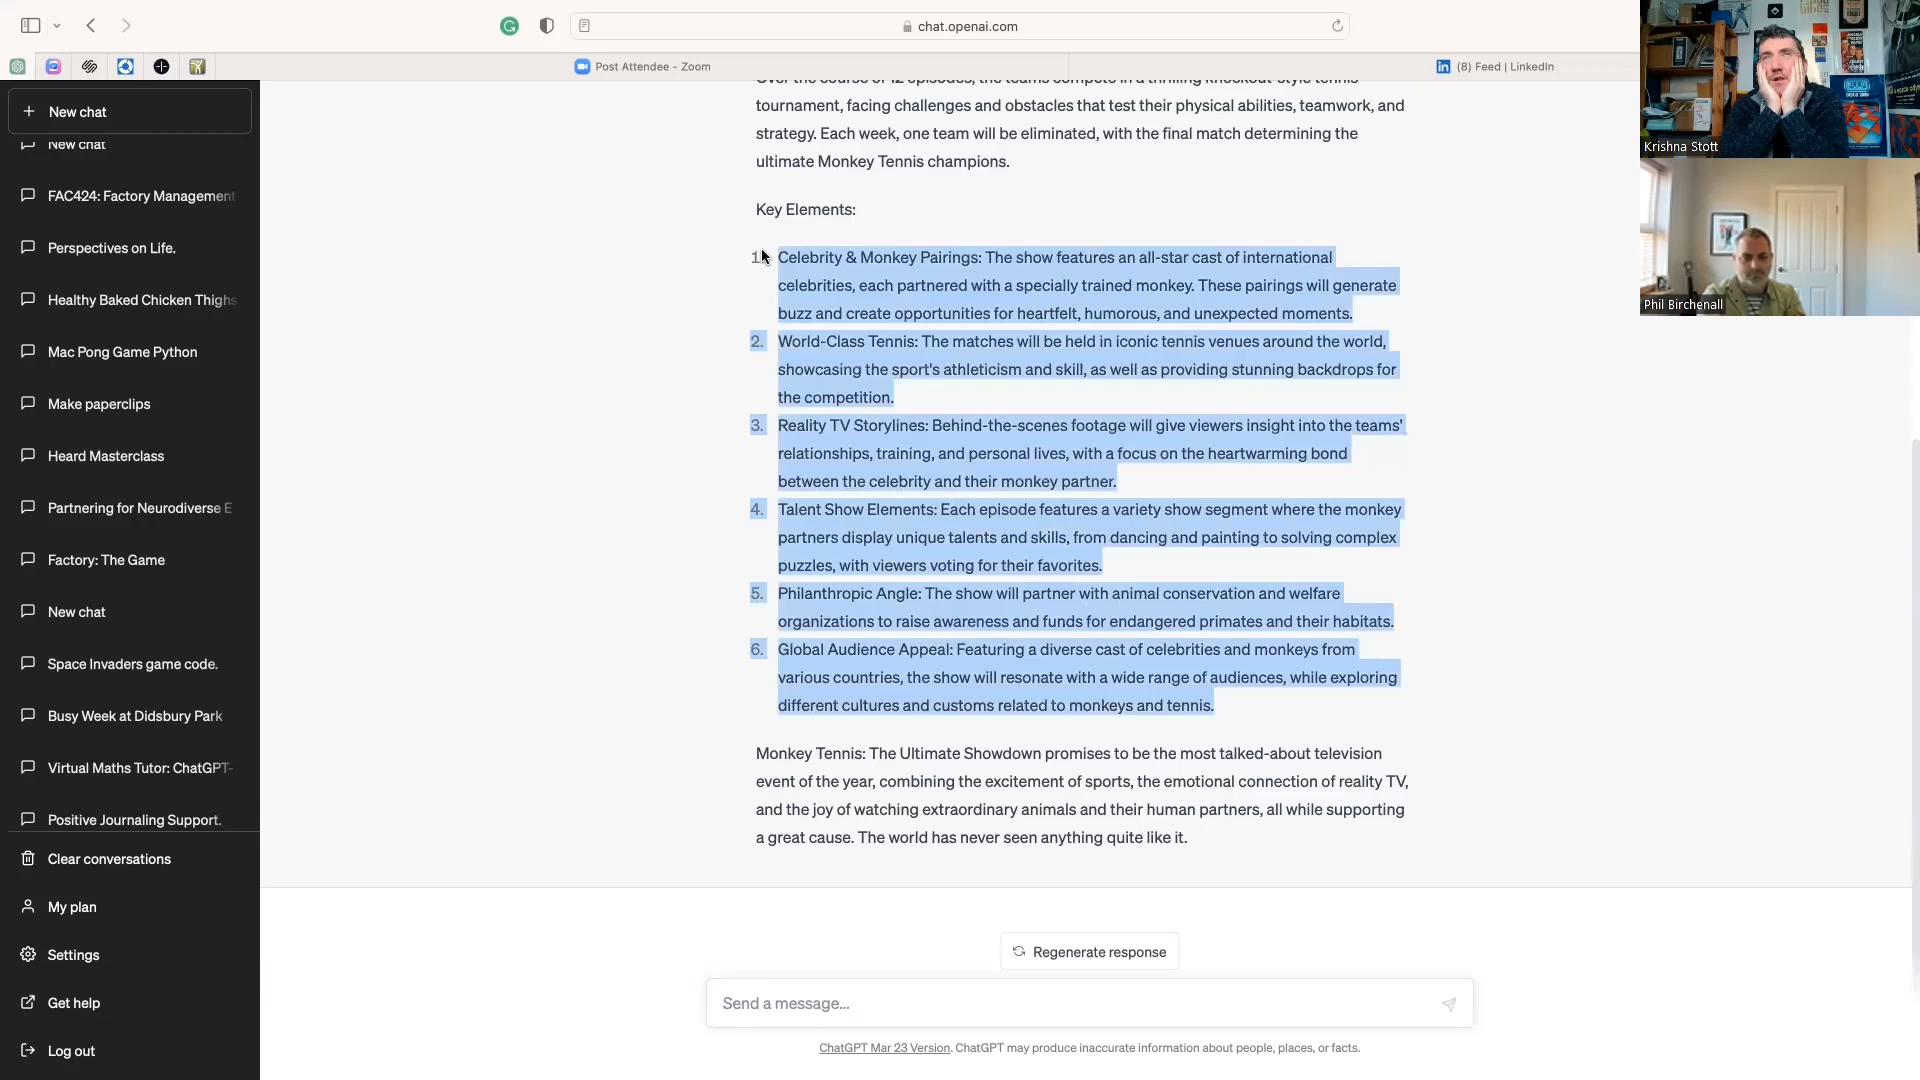 chat.openai.com
Post Attendee - Zoom
(8) Feed | LinkedIn
New chat
New chat
FAC424: Factory Management
Perspectives on Life.
Healthy Baked Chicken Thighs
Mac Pong Game Python
Make paperclips
Heard Masterclass
Partnering for Neurodiverse E
Factory: The Game
New chat
Space Invaders game code.
Busy Week at Didsbury Park
Virtual Maths Tutor: ChatGPT-
Positive Journaling Support.
Clear conversations
My plan
Settings
Get help
Log out
Over the course of 12 episodes, the teams compete in a thrilling knockout-style tennis
tournament, facing challenges and obstacles that test their physical abilities, teamwork, and
strategy. Each week, one team will be eliminated, with the final match determining the
ultimate Monkey Tennis champions.
Key Elements:
1. Celebrity & Monkey Pairings: The show features an all-star cast of international
celebrities, each partnered with a specially trained monkey. These pairings will generate
buzz and create opportunities for heartfelt, humorous, and unexpected moments.
2. World-Class Tennis: The matches will be held in iconic tennis venues around the world,
showcasing the sport's athleticism and skill, as well as providing stunning backdrops for
the competition.
3. Reality TV Storylines: Behind-the-scenes footage will give viewers insight into the teams'
relationships, training, and personal lives, with a focus on the heartwarming bond
between the celebrity and their monkey partner.
4. Talent Show Elements: Each episode features a variety show segment where the monkey
partners display unique talents and skills, from dancing and painting to solving complex
puzzles, with viewers voting for their favorites.
5. Philanthropic Angle: The show will partner with animal conservation and welfare
organizations to raise awareness and funds for endangered primates and their habitats.
6. Global Audience Appeal: Featuring a diverse cast of celebrities and monkeys from
various countries, the show will resonate with a wide range of audiences, while exploring
different cultures and customs related to monkeys and tennis.
Monkey Tennis: The Ultimate Showdown promises to be the most talked-about television
event of the year, combining the excitement of sports, the emotional connection of reality TV,
and the joy of watching extraordinary animals and their human partners, all while supporting
a great cause. The world has never seen anything quite like it.
Regenerate response
Send a message...
ChatGPT Mar 23 Version. ChatGPT may produce inaccurate information about people, places, or facts.
Krishna Stott
Phil Birchenall